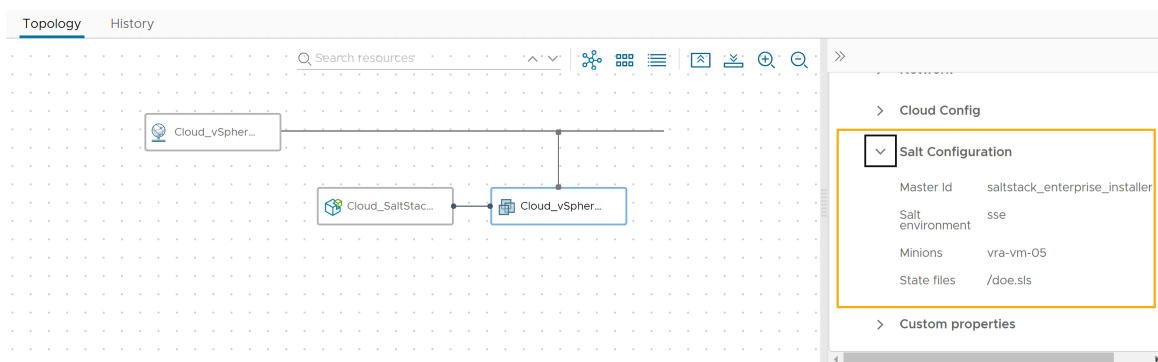 Topology History
Search resources
Network
Cloud_vSpher...
Cloud_SaltStac...
Cloud_vSpher...
Cloud Config
Salt Configuration
Master Id saltstack_enterprise_installer
Salt environment sse
Minions vra-vm-05
State files /doe.sls
Custom properties